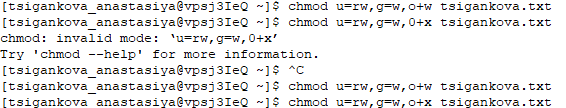 [tsigankova_anastasiya@vpsj3IeQ ~]$ chmod u=rw,g=w,o+w tsigankova.txt
[tsigankova_anastasiya@vpsj3IeQ ~]$ chmod u=rw,g=w,0+x tsigankova.txt
chmod: invalid mode: ‘u=rw,g=w,0+x’
Try 'chmod --help' for more information.
[tsigankova_anastasiya@vpsj3IeQ ~]$ ^C
[tsigankova_anastasiya@vpsj3IeQ ~]$ chmod u=rw,g=w,o+w tsigankova.txt
[tsigankova_anastasiya@vpsj3IeQ ~]$ chmod u=rw,g=w,o+x tsigankova.txt